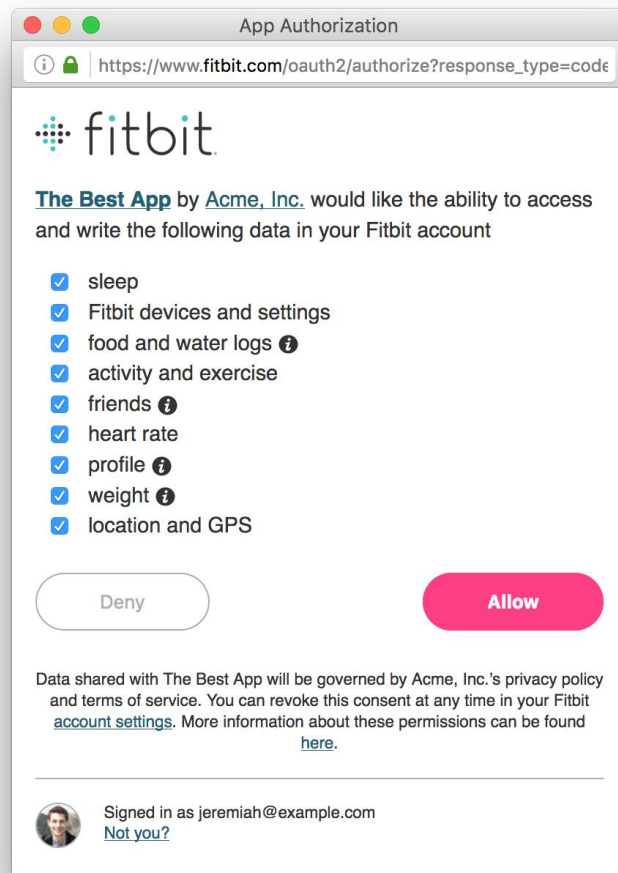 App Authorization
https://www.fitbit.com/oauth2/authorize?response_type=code
fitbit
The Best App by Acme, Inc. would like the ability to access
and write the following data in your Fitbit account
sleep
Fitbit devices and settings
food and water logs
activity and exercise
friends
heart rate
profile
weight
location and GPS
Deny
Allow
Data shared with The Best App will be governed by Acme, Inc.'s privacy policy
and terms of service. You can revoke this consent at any time in your Fitbit
account settings. More information about these permissions can be found
here.
Signed in as jeremiah@example.com
Not you?